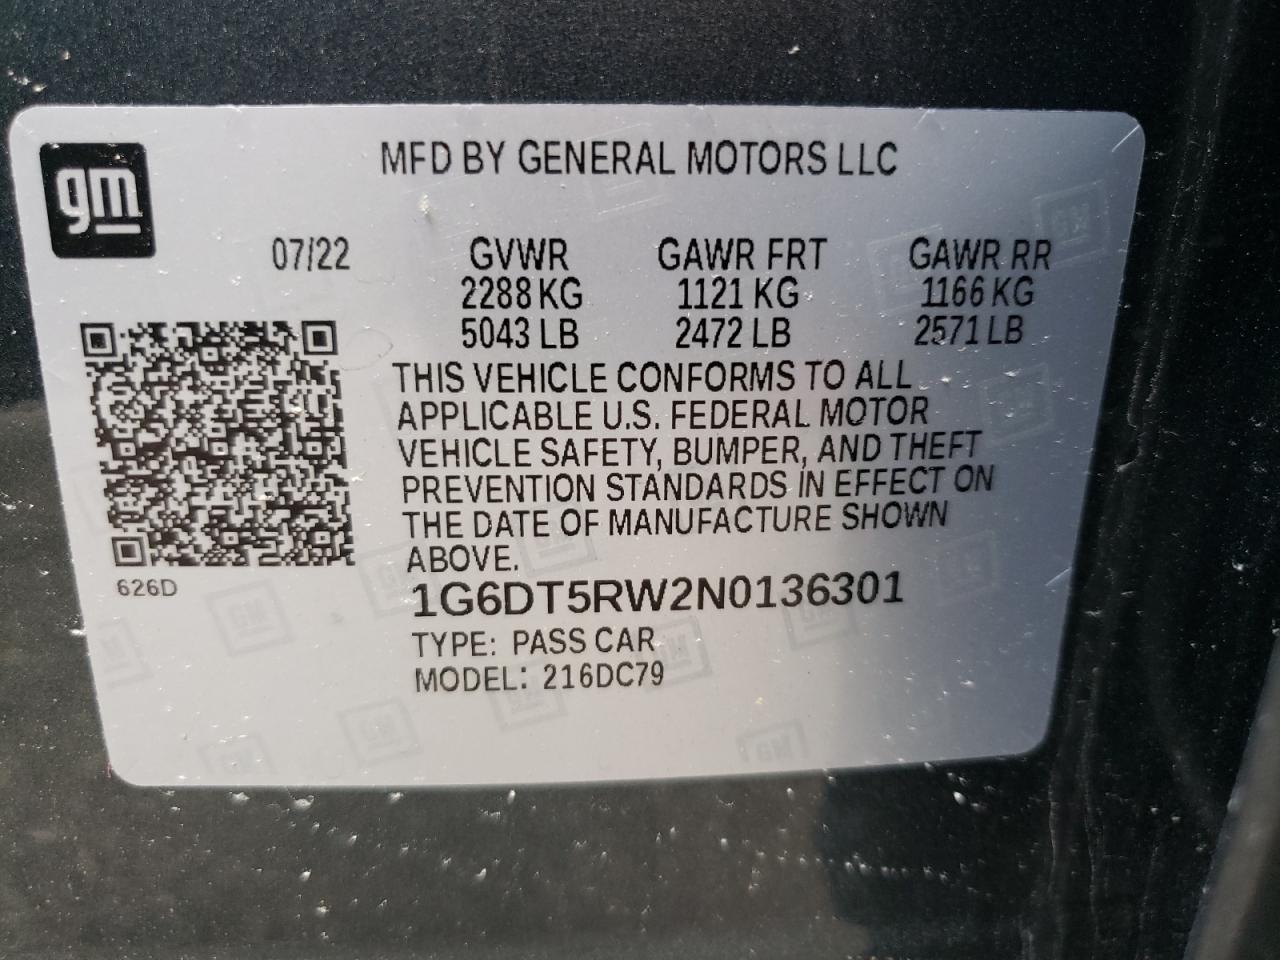 gm
MFD BY GENERAL MOTORS LLC
07/22 GVWR GAWR FRT GAWR RR
2288 KG 1121 KG 1166 KG
5043 LB 2472 LB 2571 LB
THIS VEHICLE CONFORMS TO ALL
APPLICABLE U.S. FEDERAL MOTOR
VEHICLE SAFETY, BUMPER, AND THEFT
PREVENTION STANDARDS IN EFFECT ON
THE DATE OF MANUFACTURE SHOWN
ABOVE.
626D
1G6DT5RW2N0136301
TYPE: PASS CAR
MODEL: 216DC79